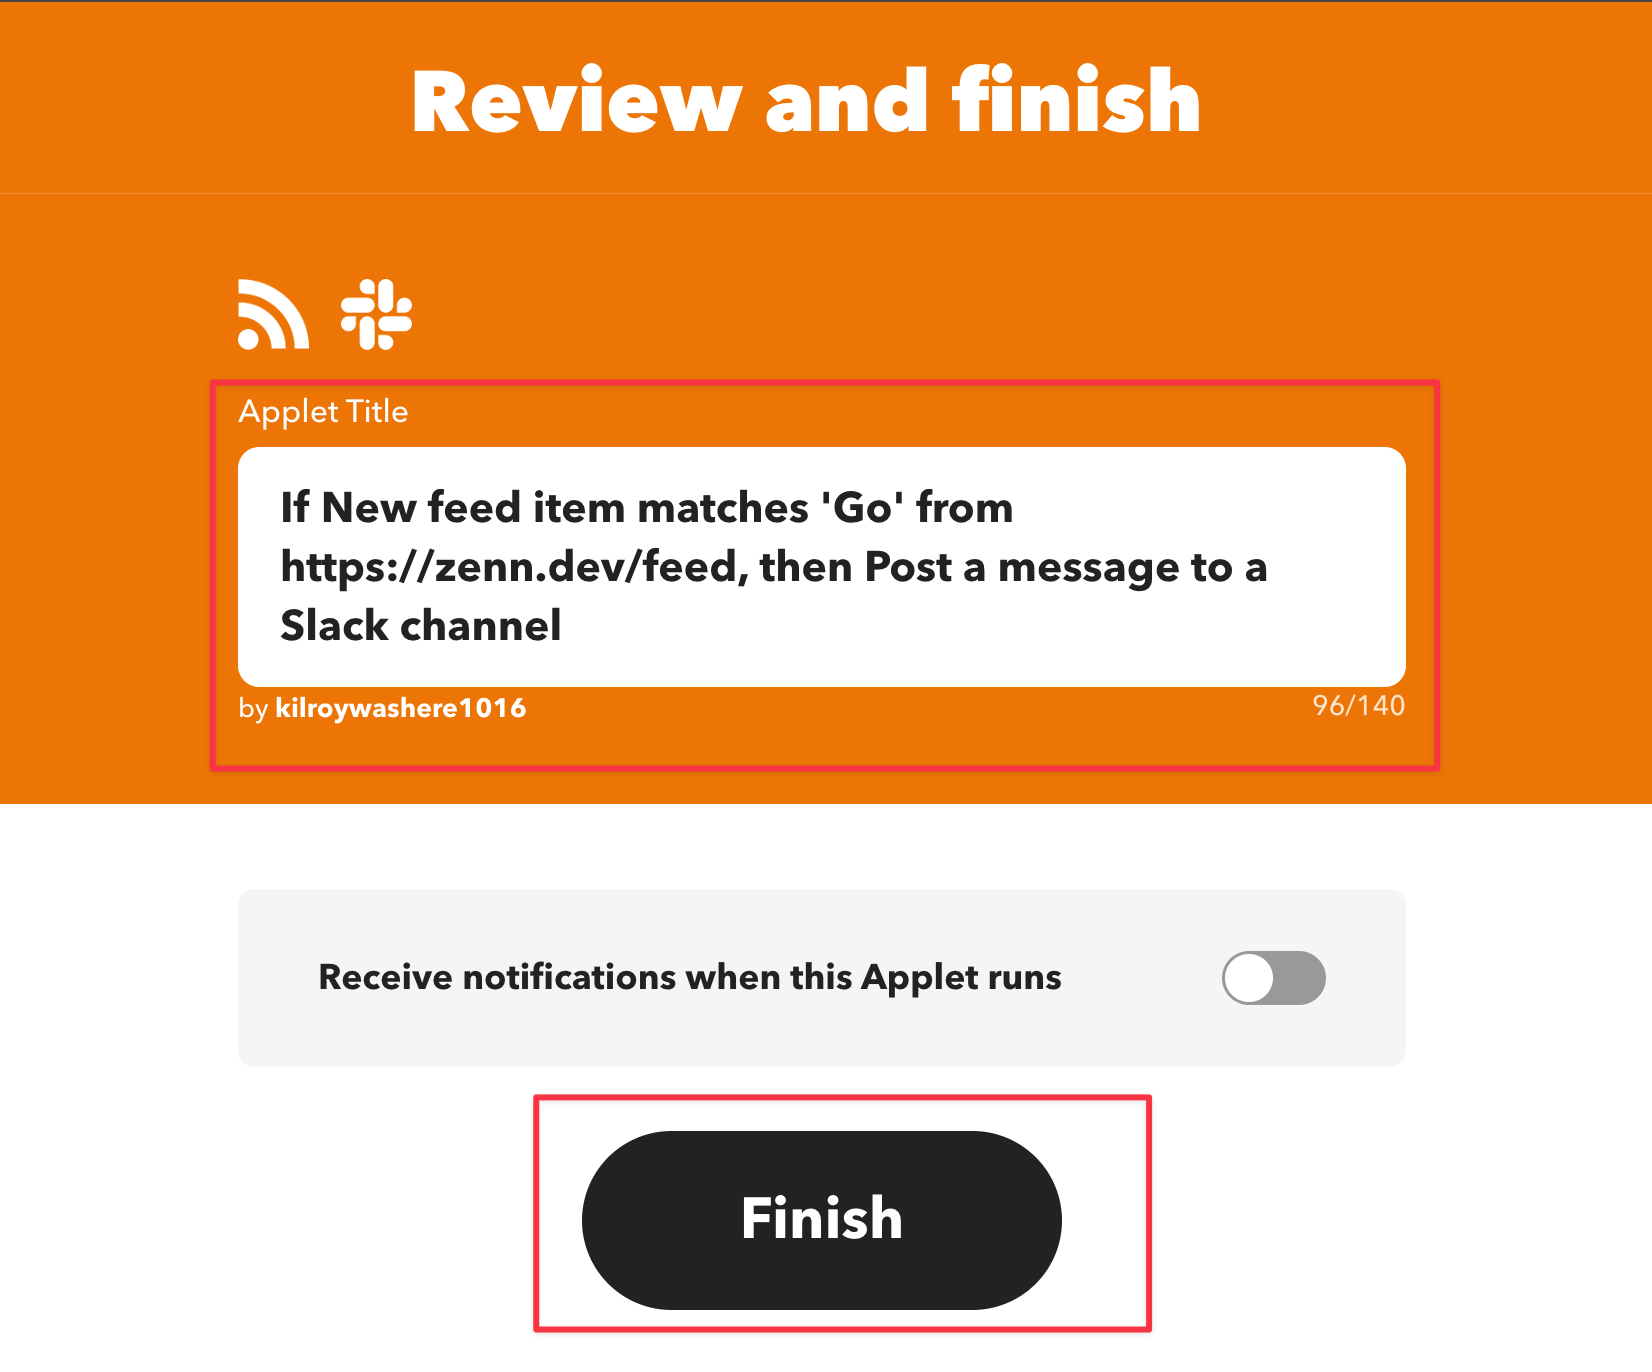 Review and finish
Applet Title
If New feed item matches 'Go' from
https://zenn.dev/feed, then Post a message to a
Slack channel
by kilroywashere1016
96/140
Receive notifications when this Applet runs
Finish